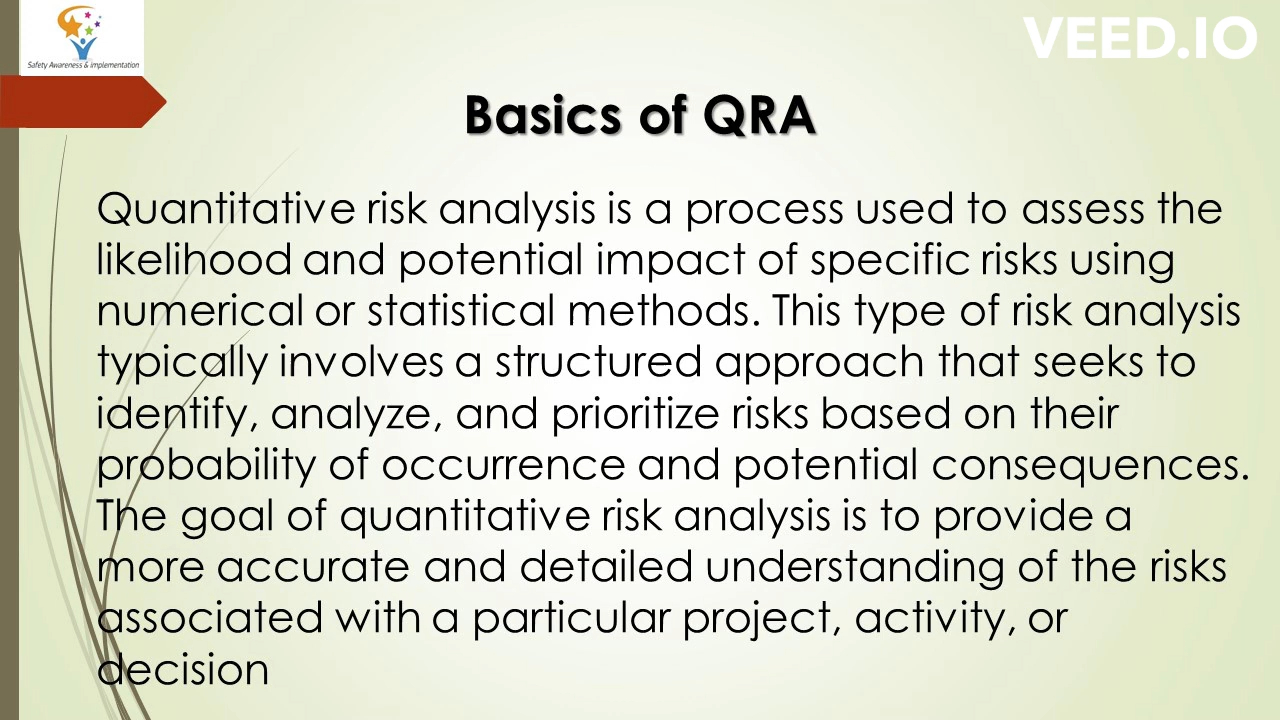 VEED.IO
Safety Awareness & implementation
Basics of QRA
Quantitative risk analysis is a process used to assess the
likelihood and potential impact of specific risks using
numerical or statistical methods. This type of risk analysis
typically involves a structured approach that seeks to
identify, analyze, and prioritize risks based on their
probability of occurrence and potential consequences.
The goal of quantitative risk analysis is to provide a
more accurate and detailed understanding of the risks
associated with a particular project, activity, or
decision